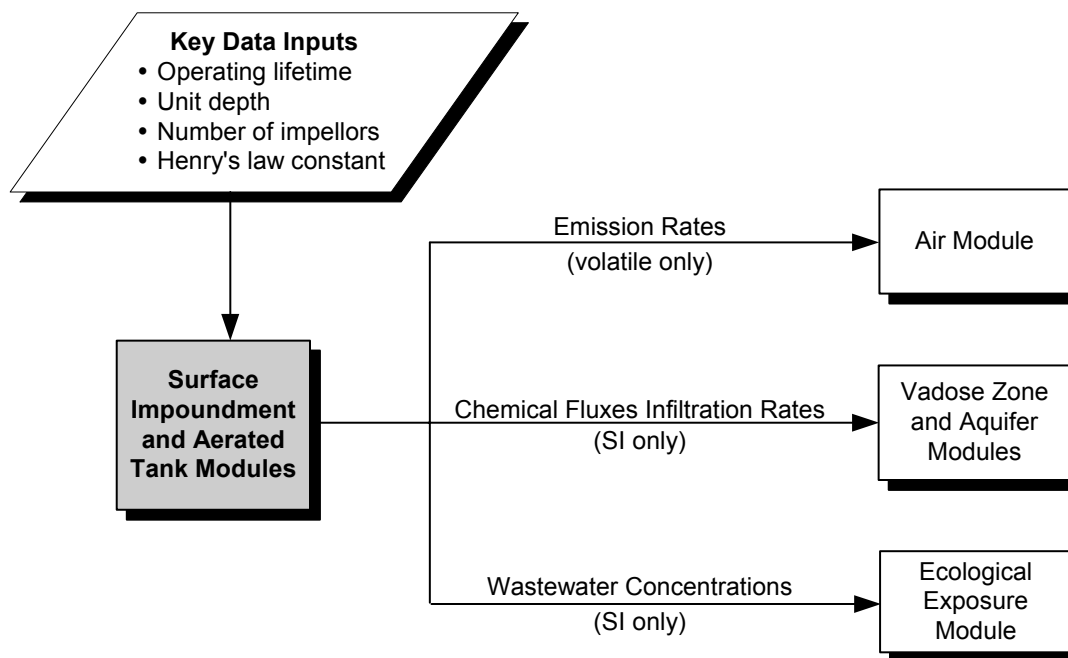 Key Data Inputs
• Operating lifetime
• Unit depth
• Number of impellors
• Henry's law constant
Surface
Impoundment
and Aerated
Tank Modules
Emission Rates
(volatile only)
Air Module
Chemical Fluxes Infiltration Rates
(SI only)
Vadose Zone
and Aquifer
Modules
Wastewater Concentrations
(SI only)
Ecological
Exposure
Module